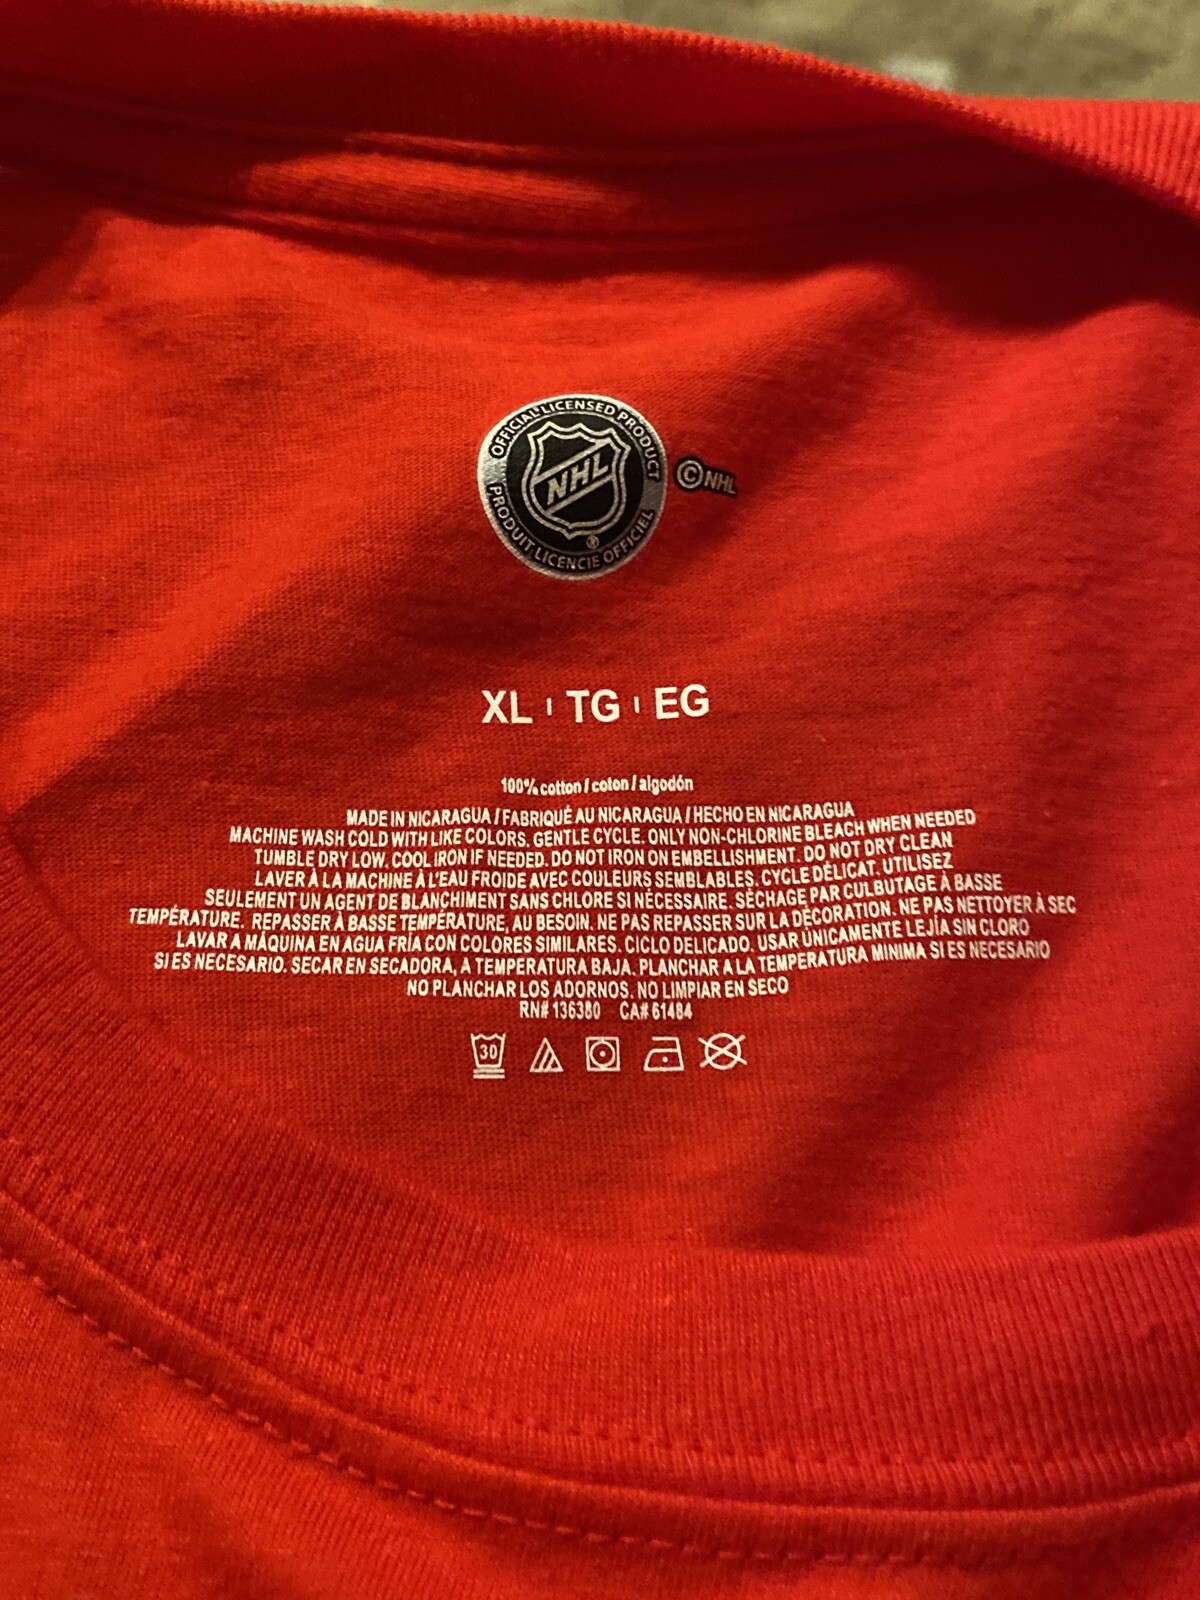 OFFICIAL LICENSED PRODUCT
NHL
®
PRODUIT LICENCIE OFFICIEL
©NHL
XL | TG | EG
100% cotton / coton / algodón
MADE IN NICARAGUA / FABRIQUÉ AU NICARAGUA / HECHO EN NICARAGUA
MACHINE WASH COLD WITH LIKE COLORS. GENTLE CYCLE. ONLY NON-CHLORINE BLEACH WHEN NEEDED
TUMBLE DRY LOW. COOL IRON IF NEEDED. DO NOT IRON ON EMBELLISHMENT. DO NOT DRY CLEAN
LAVER À LA MACHINE À L'EAU FROIDE AVEC COULEURS SEMBLABLES. CYCLE DÉLICAT. UTILISEZ
SEULEMENT UN AGENT DE BLANCHIMENT SANS CHLORE SI NÉCESSAIRE. SÉCHAGE PAR CULBUTAGE À BASSE
TEMPÉRATURE. REPASSER À BASSE TEMPÉRATURE, AU BESOIN. NE PAS REPASSER SUR LA DÉCORATION. NE PAS NETTOYER À SEC
LAVAR A MÁQUINA EN AGUA FRÍA CON COLORES SIMILARES. CICLO DELICADO. USAR ÚNICAMENTE LEJÍA SIN CLORO
SI ES NECESARIO. SECAR EN SECADORA, A TEMPERATURA BAJA. PLANCHAR A LA TEMPERATURA MINIMA SI ES NECESARIO
NO PLANCHAR LOS ADORNOS. NO LIMPIAR EN SECO
RN# 136380 CA# 61484
30